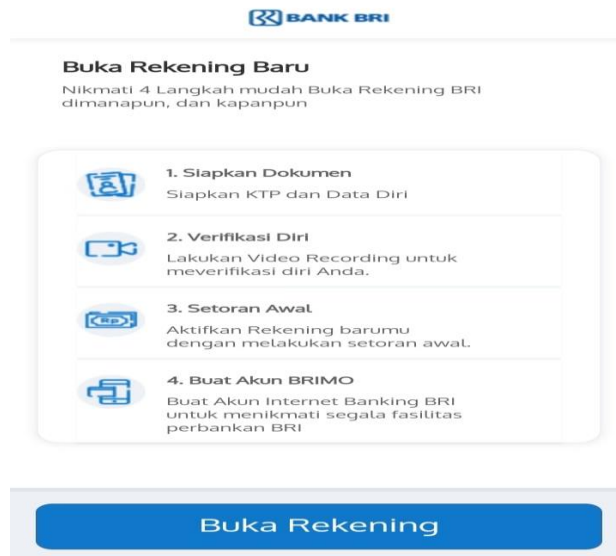 BANK BRI
Buka Rekening Baru
Nikmati 4 Langkah mudah Buka Rekening BRI
dimanapun, dan kapanpun
1. Siapkan Dokumen
Siapkan KTP dan Data Diri
2. Verifikasi Diri
Lakukan Video Recording untuk
meverifikasi diri Anda.
3. Setoran Awal
Rp
Aktifkan Rekening barumu
dengan melakukan setoran awal.
4. Buat Akun BRIMO
Buat Akun Internet Banking BRI
untuk menikmati segala fasilitas
perbankan BRI
Buka Rekening